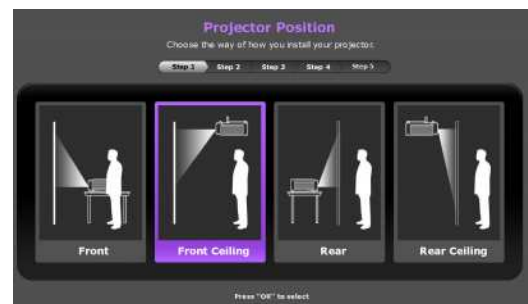 Projector Position
Choose the way of how you install your projector.
Step 1 Step 2 Step 3 Step 4 Step 5
Front Front Ceiling Rear Rear Ceiling
Press "OK" to select